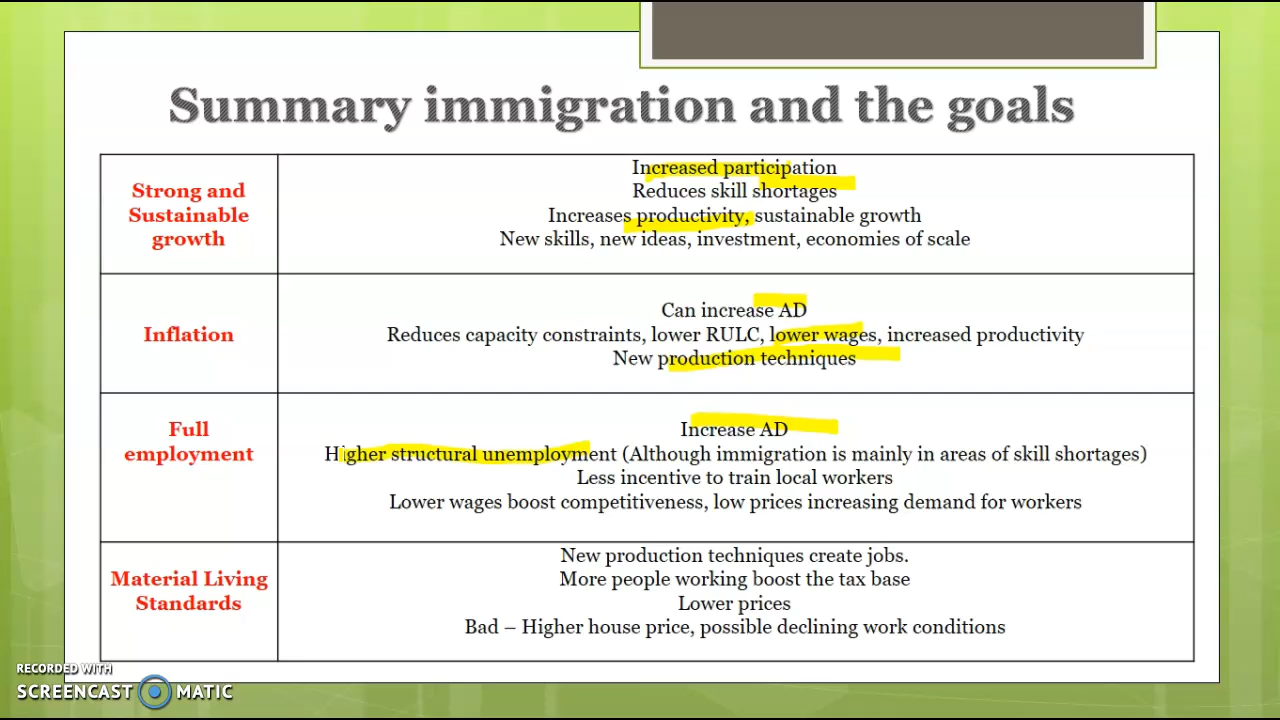 Summary immigration and the goals
Strong and
Sustainable
growth
Increased participation
Reduces skill shortages
Increases productivity, sustainable growth
New skills, new ideas, investment, economies of scale
Inflation
Can increase AD
Reduces capacity constraints, lower RULC, lower wages, increased productivity
New production techniques
Full
employment
Increase AD
Higher structural unemployment (Although immigration is mainly in areas of skill shortages)
Less incentive to train local workers
Lower wages boost competitiveness, low prices increasing demand for workers
Material Living
Standards
New production techniques create jobs.
More people working boost the tax base
Lower prices
Bad – Higher house price, possible declining work conditions
RECORDED WITH
SCREENCAST MATIC